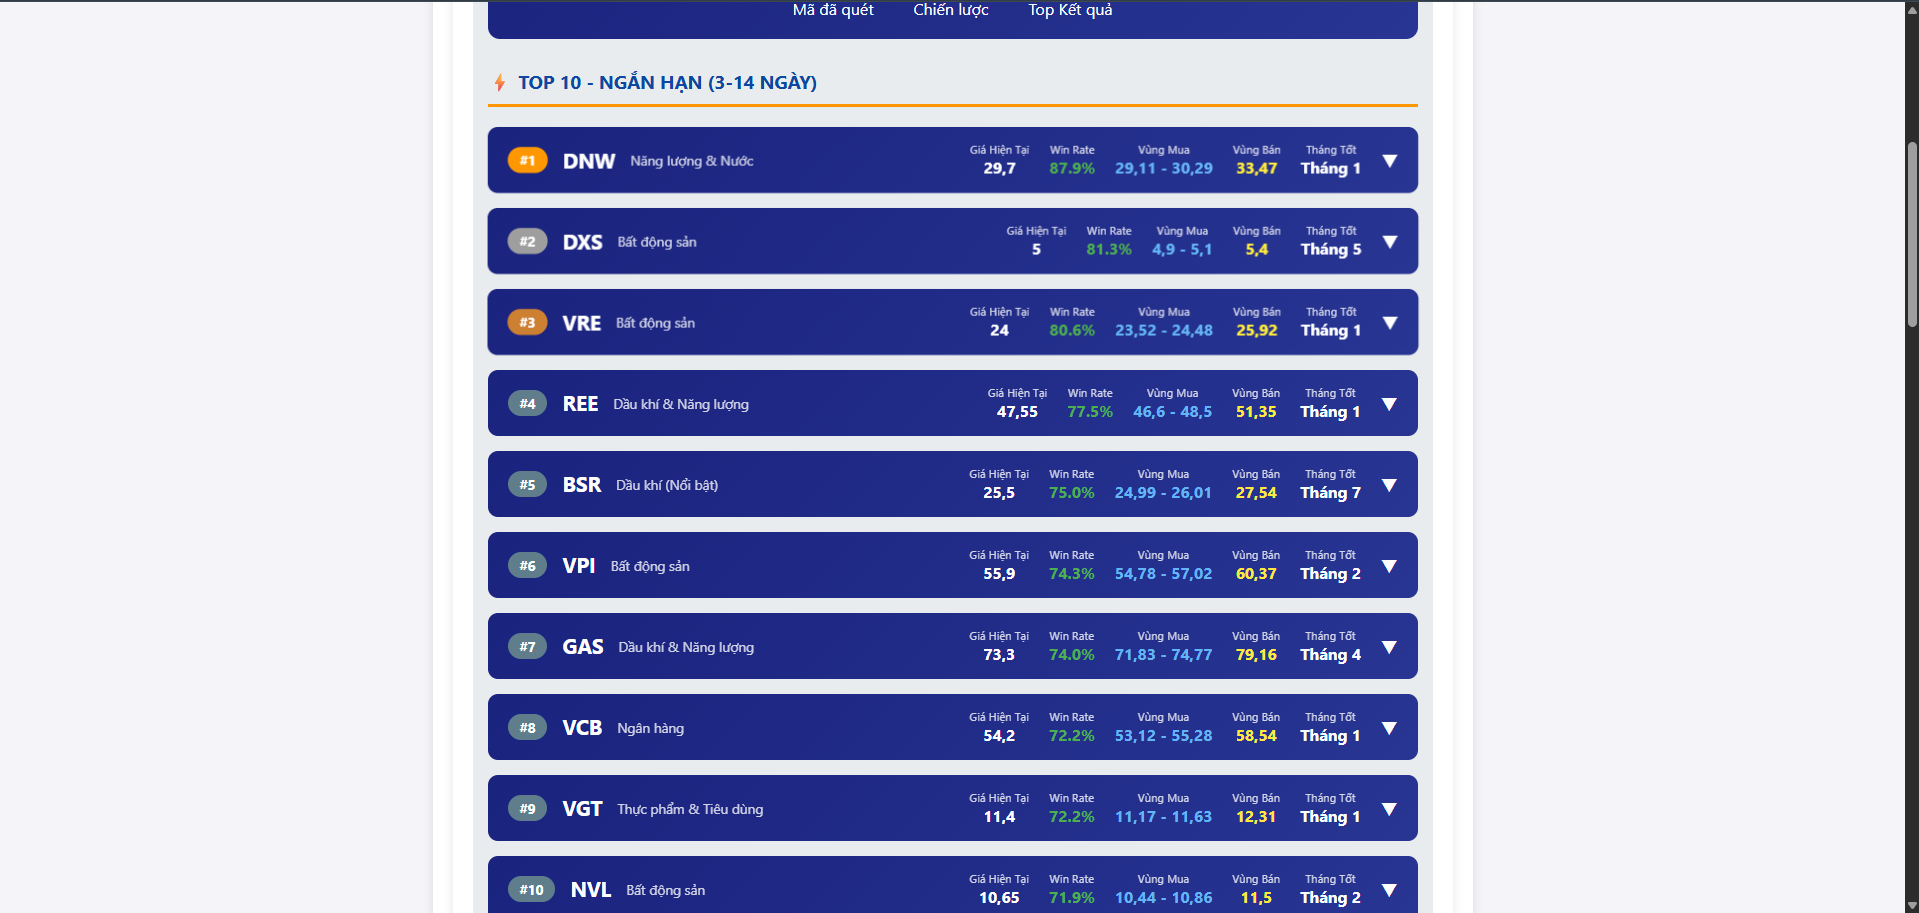 Mã đã quét Chiến lược Top Kết quả
TOP 10 - NGẮN HẠN (3-14 NGÀY)
#1 DNW Năng lượng & Nước
Giá Hiện Tại Win Rate Vùng Mua Vùng Bán Tháng Tốt
29,7 87.9% 29,11 - 30,29 33,47 Tháng 1
#2 DXS Bất động sản
Giá Hiện Tại Win Rate Vùng Mua Vùng Bán Tháng Tốt
5 81.3% 4,9 - 5,1 5,4 Tháng 5
#3 VRE Bất động sản
Giá Hiện Tại Win Rate Vùng Mua Vùng Bán Tháng Tốt
24 80.6% 23,52 - 24,48 25,92 Tháng 1
#4 REE Dầu khí & Năng lượng
Giá Hiện Tại Win Rate Vùng Mua Vùng Bán Tháng Tốt
47,55 77.5% 46,6 - 48,5 51,35 Tháng 1
#5 BSR Dầu khí (Nổi bật)
Giá Hiện Tại Win Rate Vùng Mua Vùng Bán Tháng Tốt
25,5 75.0% 24,99 - 26,01 27,54 Tháng 7
#6 VPI Bất động sản
Giá Hiện Tại Win Rate Vùng Mua Vùng Bán Tháng Tốt
55,9 74.3% 54,78 - 57,02 60,37 Tháng 2
#7 GAS Dầu khí & Năng lượng
Giá Hiện Tại Win Rate Vùng Mua Vùng Bán Tháng Tốt
73,3 74.0% 71,83 - 74,77 79,16 Tháng 4
#8 VCB Ngân hàng
Giá Hiện Tại Win Rate Vùng Mua Vùng Bán Tháng Tốt
54,2 72.2% 53,12 - 55,28 58,54 Tháng 1
#9 VGT Thực phẩm & Tiêu dùng
Giá Hiện Tại Win Rate Vùng Mua Vùng Bán Tháng Tốt
11,4 72.2% 11,17 - 11,63 12,31 Tháng 1
#10 NVL Bất động sản
Giá Hiện Tại Win Rate Vùng Mua Vùng Bán Tháng Tốt
10,65 71.9% 10,44 - 10,86 11,5 Tháng 2